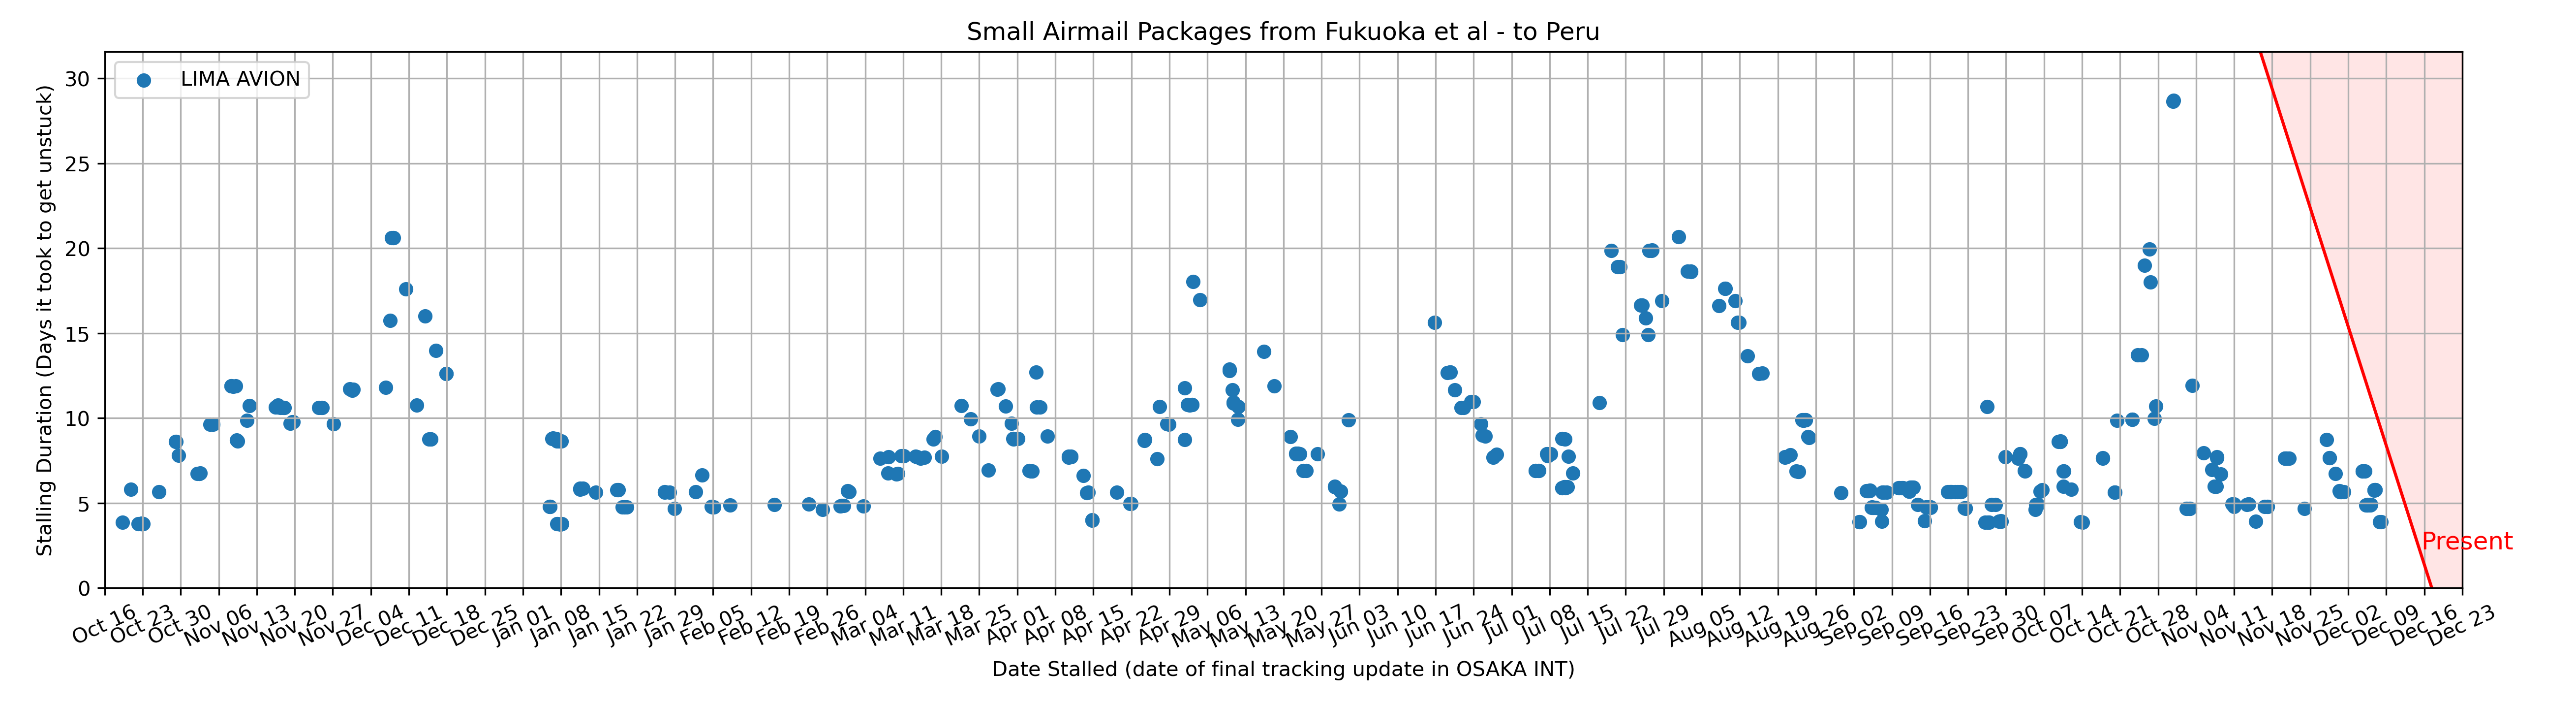 Small Airmail Packages from Fukuoka et al - to Peru
LIMA AVION
Stalling Duration (Days it took to get unstuck)
30
25
20
15
10
5
0
Present
Oct 16
Oct 23
Oct 30
Nov 06
Nov 13
Nov 20
Nov 27
Dec 04
Dec 11
Dec 18
Dec 25
Jan 01
Jan 08
Jan 15
Jan 22
Jan 29
Feb 05
Feb 12
Feb 19
Feb 26
Mar 04
Mar 11
Mar 18
Mar 25
Apr 01
Apr 08
Apr 15
Apr 22
Apr 29
May 06
May 13
May 20
May 27
Jun 03
Jun 10
Jun 17
Jun 24
Jul 01
Jul 08
Jul 15
Jul 22
Jul 29
Aug 05
Aug 12
Aug 19
Aug 26
Sep 02
Sep 09
Sep 16
Sep 23
Sep 30
Oct 07
Oct 14
Oct 21
Oct 28
Nov 04
Nov 11
Nov 18
Nov 25
Dec 02
Dec 09
Dec 16
Dec 23
Date Stalled (date of final tracking update in OSAKA INT)